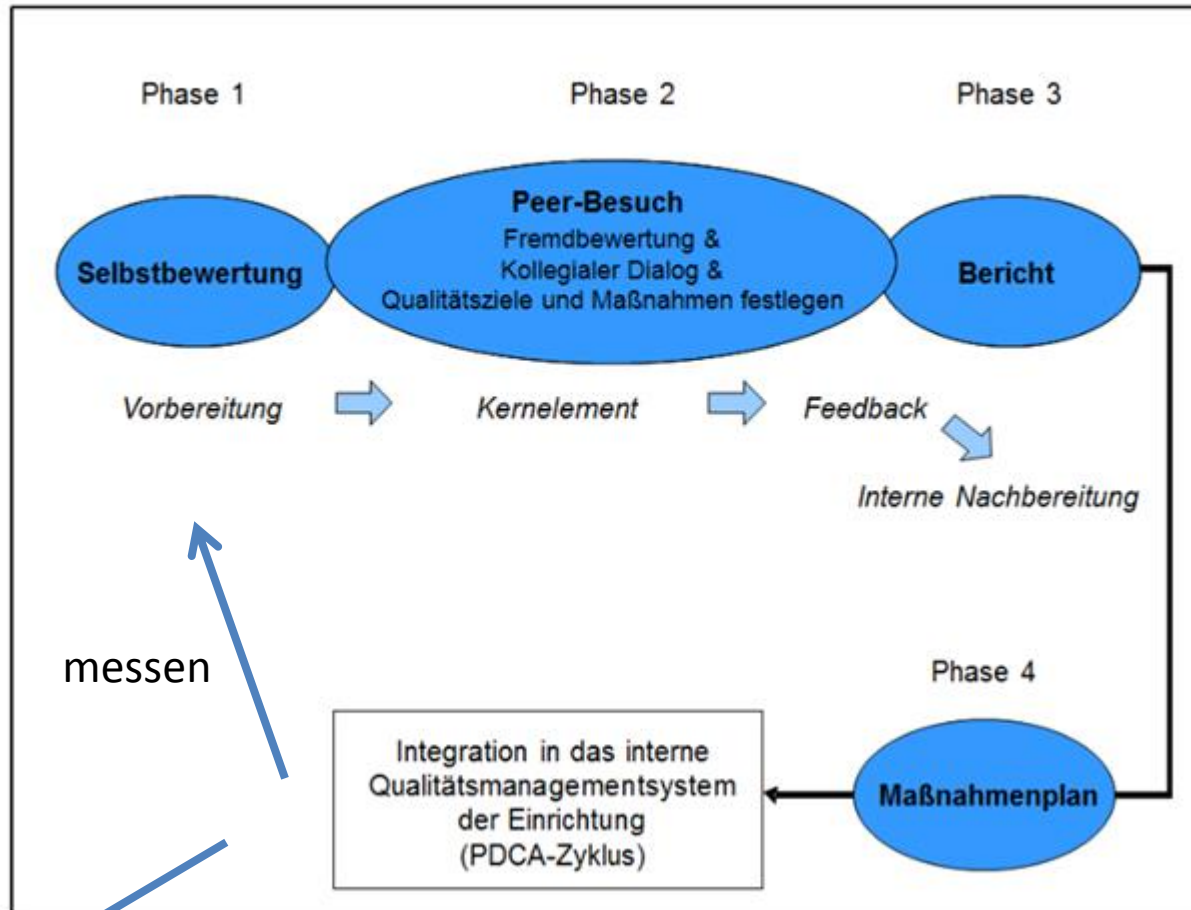 Phase 1
Phase 2
Phase 3
Selbstbewertung
Peer-Besuch
Fremdbewertung &
Kollegialer Dialog &
Qualitätsziele und Maßnahmen festlegen
Bericht
Vorbereitung
Kernelement
Feedback
Interne Nachbereitung
messen
Phase 4
Integration in das interne
Qualitätsmanagementsystem
der Einrichtung
(PDCA-Zyklus)
Maßnahmenplan